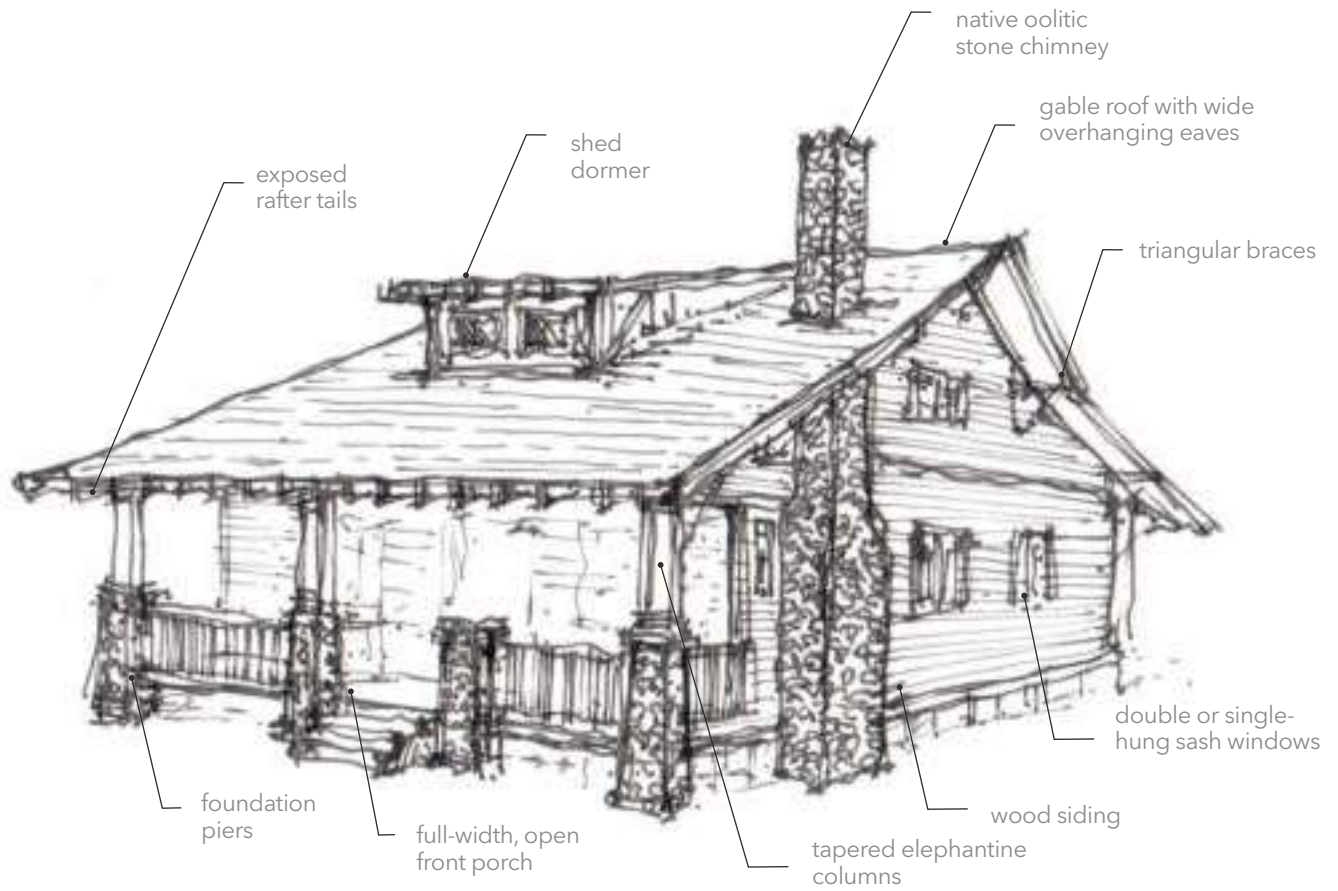 native oolitic
stone chimney
gable roof with wide
overhanging eaves
shed
dormer
exposed
rafter tails
triangular braces
double or single-
hung sash windows
foundation
piers
wood siding
full-width, open
front porch
tapered elephantine
columns